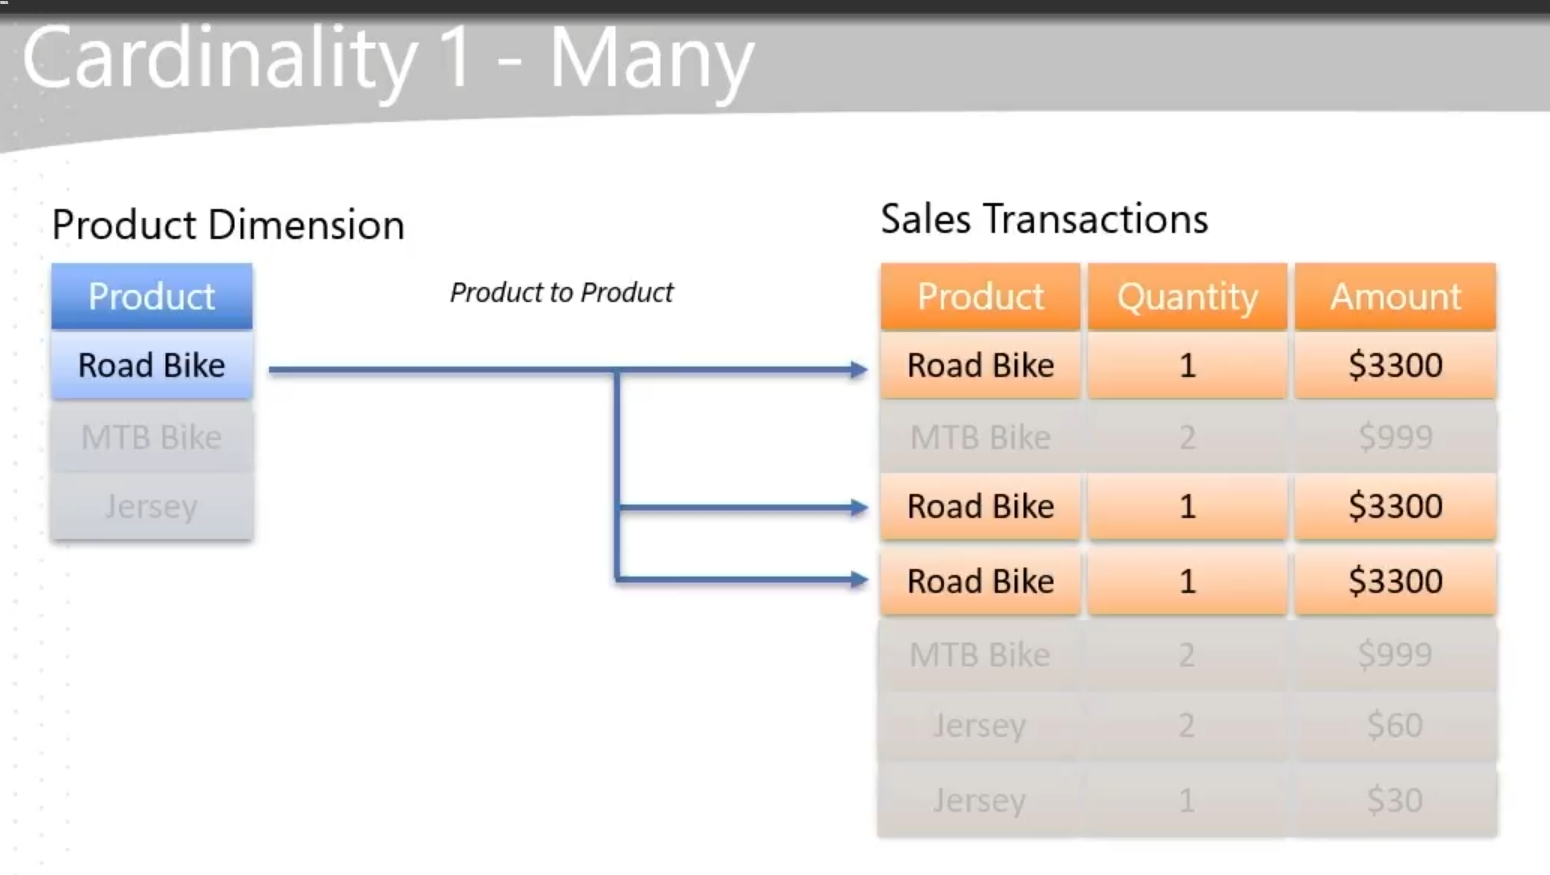 Cardinality 1 - Many
Product Dimension
Sales Transactions
Product to Product
Product
Road Bike
MTB Bike
Jersey
Product Quantity Amount
Road Bike 1 $3300
MTB Bike 2 $999
Road Bike 1 $3300
Road Bike 1 $3300
MTB Bike 2 $999
Jersey 2 $60
Jersey 1 $30